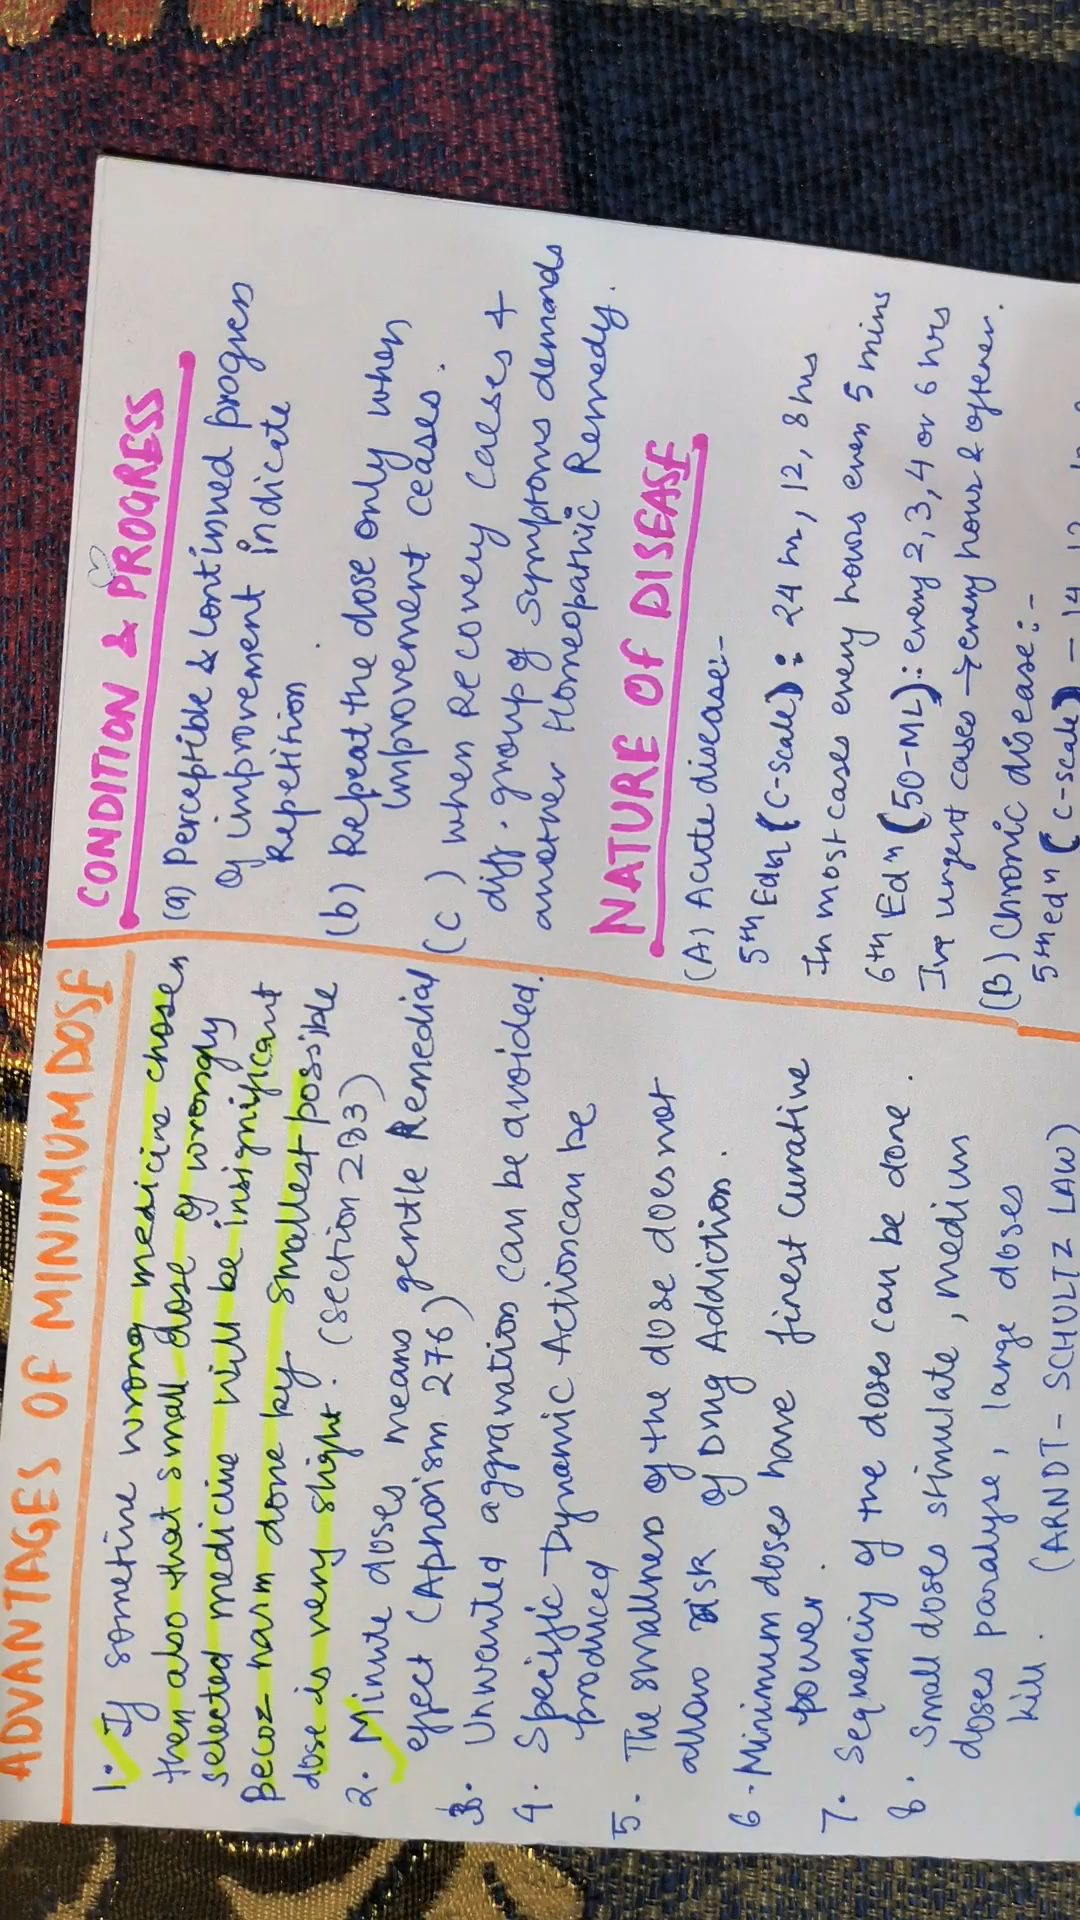 ADVANTAGES OF MINIMUM DOSE
1. If sometime wrong medicine chosen
then also that small dose of wrongly
selected medicine will be insignificant
Becoz harm done by smallest possible
dose is very slight. (section 283)
2. Minute doses means gentle Remedial
effect (Aphorism 276)
3. Unwanted aggravation can be avoided.
4. Specific-Dynamic Action can be
produced
5. The smallness of the dose does not
allow risk of Drug Addiction.
6-Minimum doses have finest curative
power.
7. Sequenciy of the doses can be done.
8. Small doses stimulate, medium
doses paralyse, large doses
kill. (ARNDT-SCHULTZ LAW)
CONDITION & PROGRESS
(a) Perceptible & Continued progress
of improvement indicate
Repetition
(b) Repeat the dose only when
improvement ceases.
(c) when recovery cases +
diff. group of symptoms demands
another Homeopathic Remedy.
NATURE OF DISEASE
(A) Acute disease:-
5th Edn (C-scale): 24 hr, 12, 8 hrs
In most cases every hours even 5 mins
6th Edn (50-ML): every 2, 3, 4 or 6 hrs
urgent cases → every hour & oftener.
(B) Chronic disease:-
5th edn (C-scale) - 14, 12